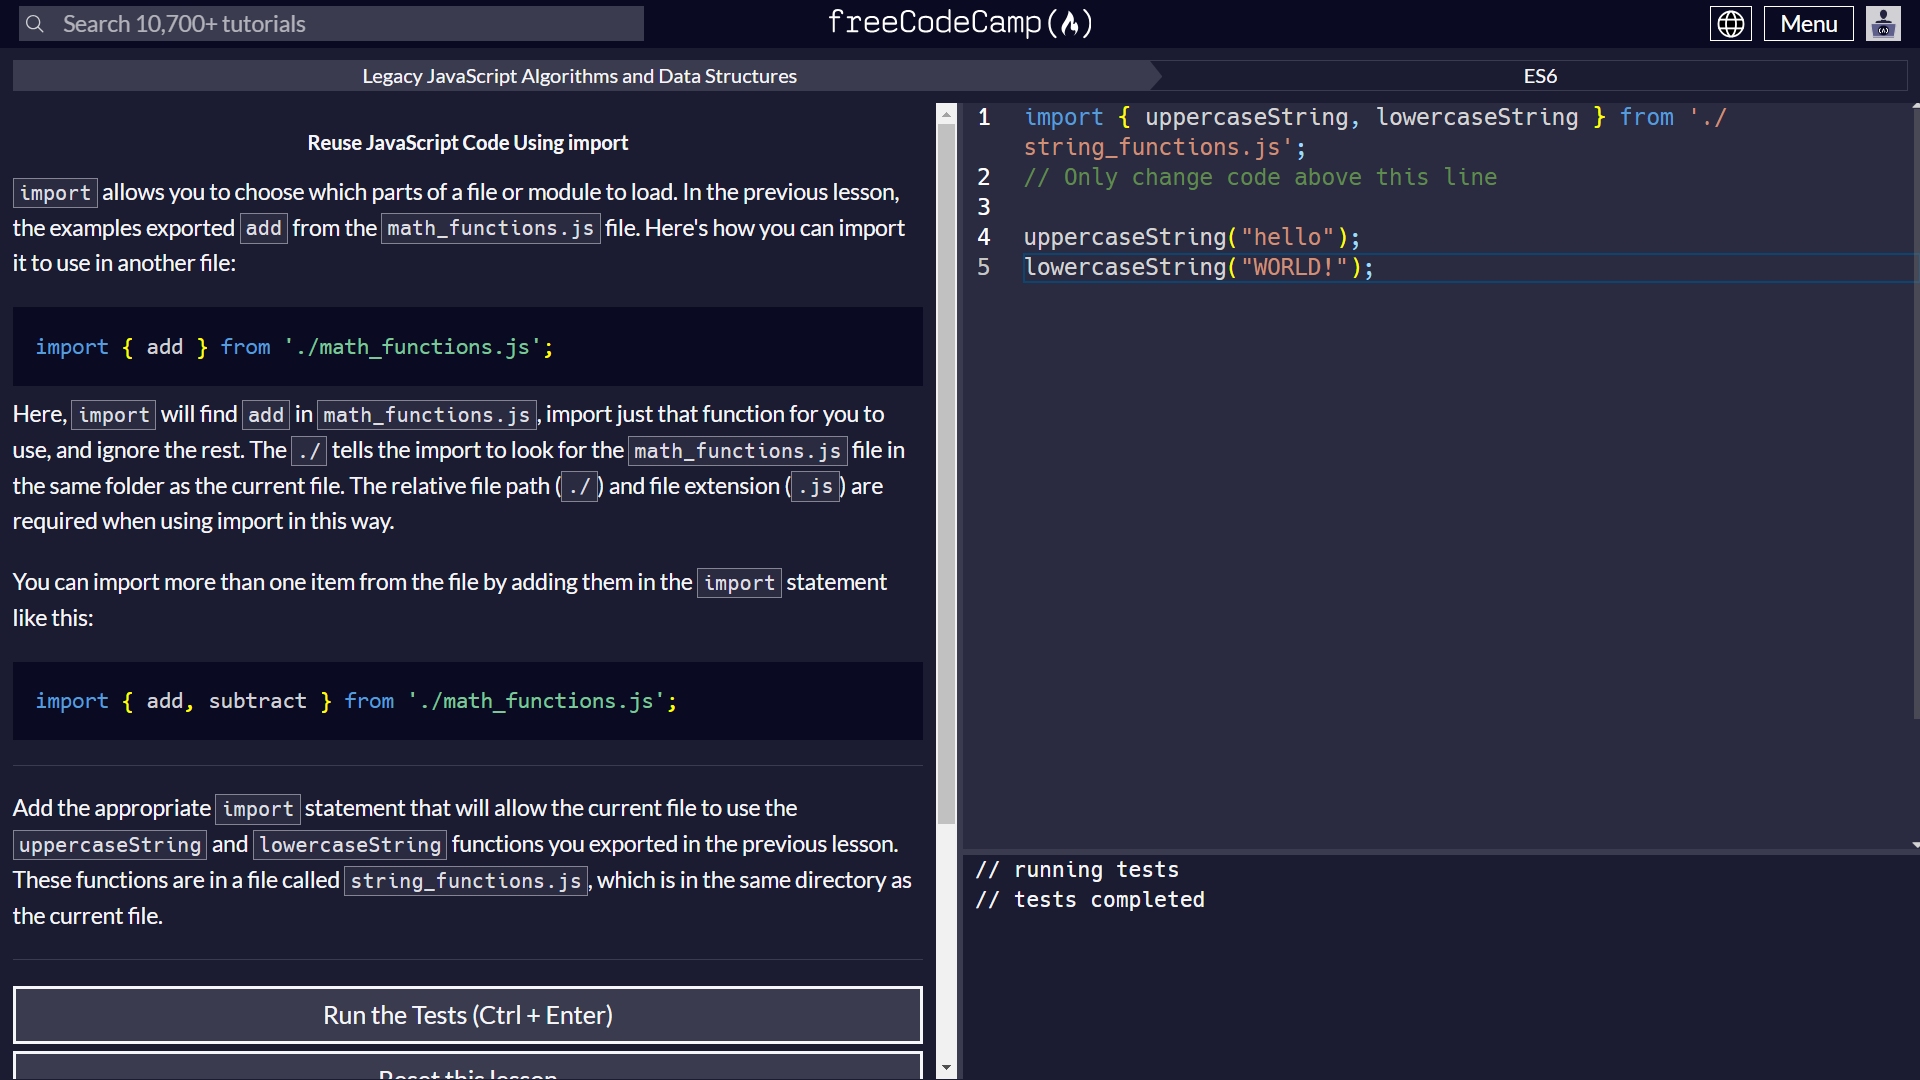 Search 10,700+ tutorials
freeCodeCamp(🔥)
Menu
Legacy JavaScript Algorithms and Data Structures
ES6
Reuse JavaScript Code Using import
import allows you to choose which parts of a file or module to load. In the previous lesson,
the examples exported add from the math_functions.js file. Here's how you can import
it to use in another file:
import { add } from './math_functions.js';
Here, import will find add in math_functions.js, import just that function for you to
use, and ignore the rest. The ./ tells the import to look for the math_functions.js file in
the same folder as the current file. The relative file path (./) and file extension (.js) are
required when using import in this way.
You can import more than one item from the file by adding them in the import statement
like this:
import { add, subtract } from './math_functions.js';
Add the appropriate import statement that will allow the current file to use the
uppercaseString and lowercaseString functions you exported in the previous lesson.
These functions are in a file called string_functions.js, which is in the same directory as
the current file.
Run the Tests (Ctrl + Enter)
Reset this lesson
1 import { uppercaseString, lowercaseString } from './
string_functions.js';
2 // Only change code above this line
3
4 uppercaseString("hello");
5 lowercaseString("WORLD!");
// running tests
// tests completed